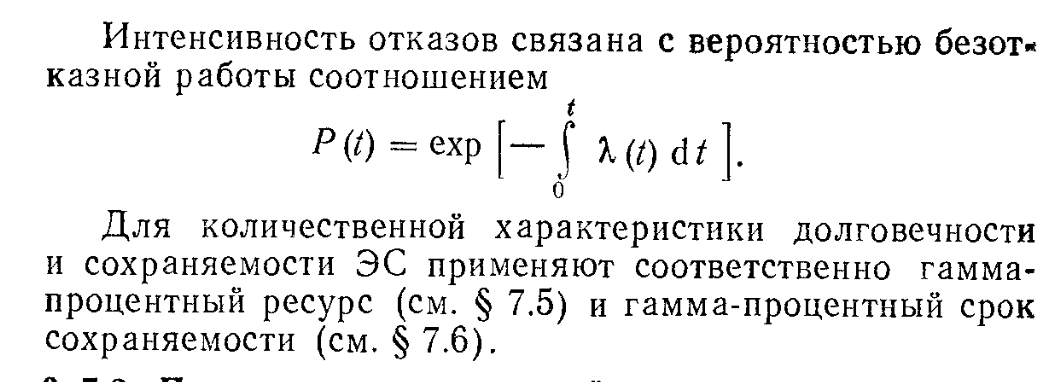 Интенсивность отказов связана с вероятностью безот-
казной работы соотношением
P (t) = exp [— ∫₀ᵗ λ (t) dt ].
Для количественной характеристики долговечности
и сохраняемости ЭС применяют соответственно гамма-
процентный ресурс (см. § 7.5) и гамма-процентный срок
сохраняемости (см. § 7.6).